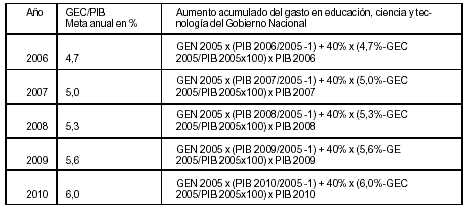 Año GEC/PIB Aumento acumulado del gasto en educación, ciencia y tec-
Meta anual en % nología del Gobierno Nacional
GEN 2005 x (PIB 2006/2005 -1) + 40% x (4,7%-GEC
2006 4,7 2005/PIB 2005x100) x PIB 2006
GEN 2005 x (PIB 2007/2005 -1) + 40% x (5,0%-GEC
2007 5,0 2005/PIB 2005x100) x PIB 2007
GEN 2005 x (PIB 2008/2005 -1) + 40% x (5,3%-GEC
2008 5,3 2005/PIB 2005x100) x PIB 2008
GEN 2005 x (PIB 2009/2005 -1) + 40% x (5,6%-GE
2009 5,6 2005/PIB 2005x100) x PIB 2009
GEN 2005 x (PIB 2010/2005 -1) + 40% x (6,0%-GEC
2010 6,0 2005/PIB 2005x100) x PIB 2010